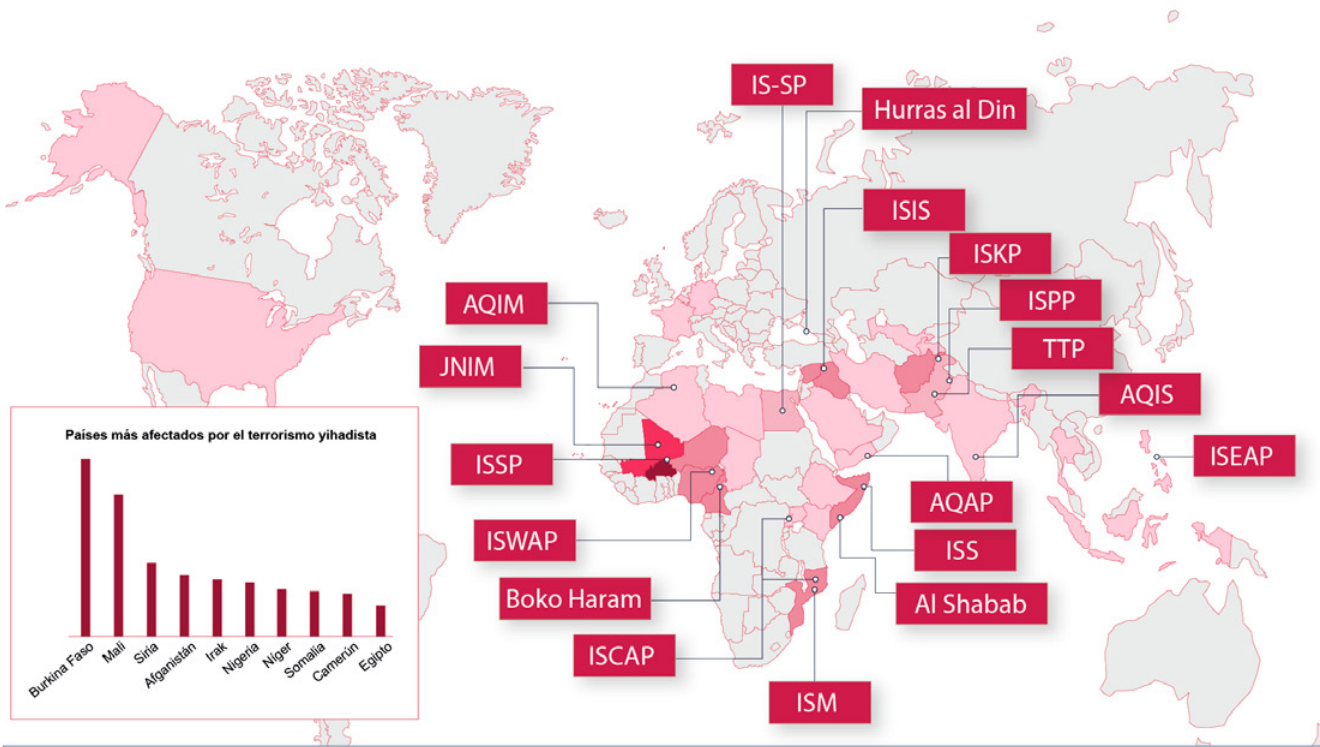 IS-SP
Hurras al Din
ISIS
ISKP
ISPP
AQIM
TTP
JNIM
AQIS
Países más afectados por el terrorismo yihadista
ISSP
ISEAP
AQAP
ISWAP
ISS
Boko Haram
Al Shabab
ISCAP
ISM
Burkina Faso
Mali
Siria
Afganistán
Irak
Nigeria
Niger
Somalia
Camerún
Egipto